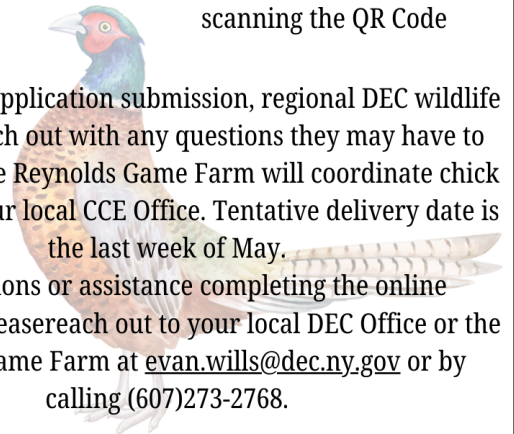 scanning the QR Code
pplication submission, regional DEC wildlife
ch out with any questions they may have to
e Reynolds Game Farm will coordinate chick
ur local CCE Office. Tentative delivery date is
the last week of May.
ions or assistance completing the online
easereach out to your local DEC Office or the
ame Farm at evan.wills@dec.ny.gov or by
calling (607)273-2768.